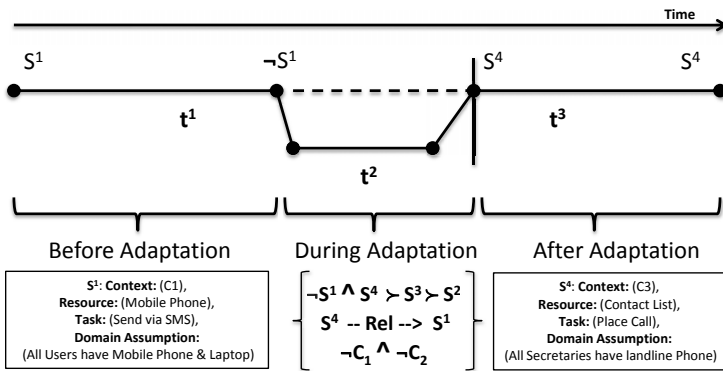 Time
S¹ ¬S¹ S⁴ S⁴
t¹ t³
t²
Before Adaptation During Adaptation After Adaptation
S¹: Context: (C1),
Resource: (Mobile Phone),
Task: (Send via SMS),
Domain Assumption:
(All Users have Mobile Phone & Laptop)
¬S¹ ^ S⁴ ≻ S³ ≻ S²
S⁴ -- Rel --> S¹
¬C₁ ^ ¬C₂
S⁴: Context: (C3),
Resource: (Contact List),
Task: (Place Call),
Domain Assumption:
(All Secretaries have landline Phone)